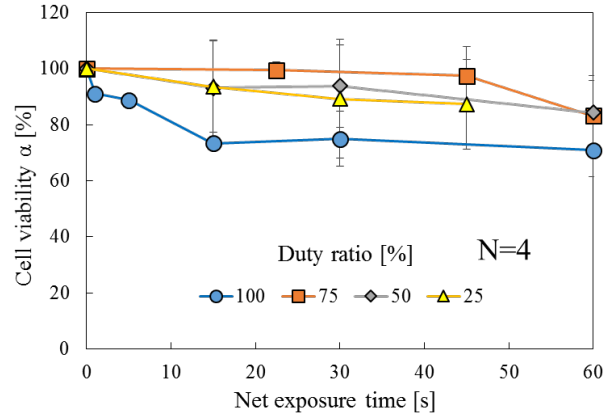 120
100
80
60
40
20
0
Cell viability α [%]
Duty ratio [%]
N=4
100 75 50 25
0 10 20 30 40 50 60
Net exposure time [s]